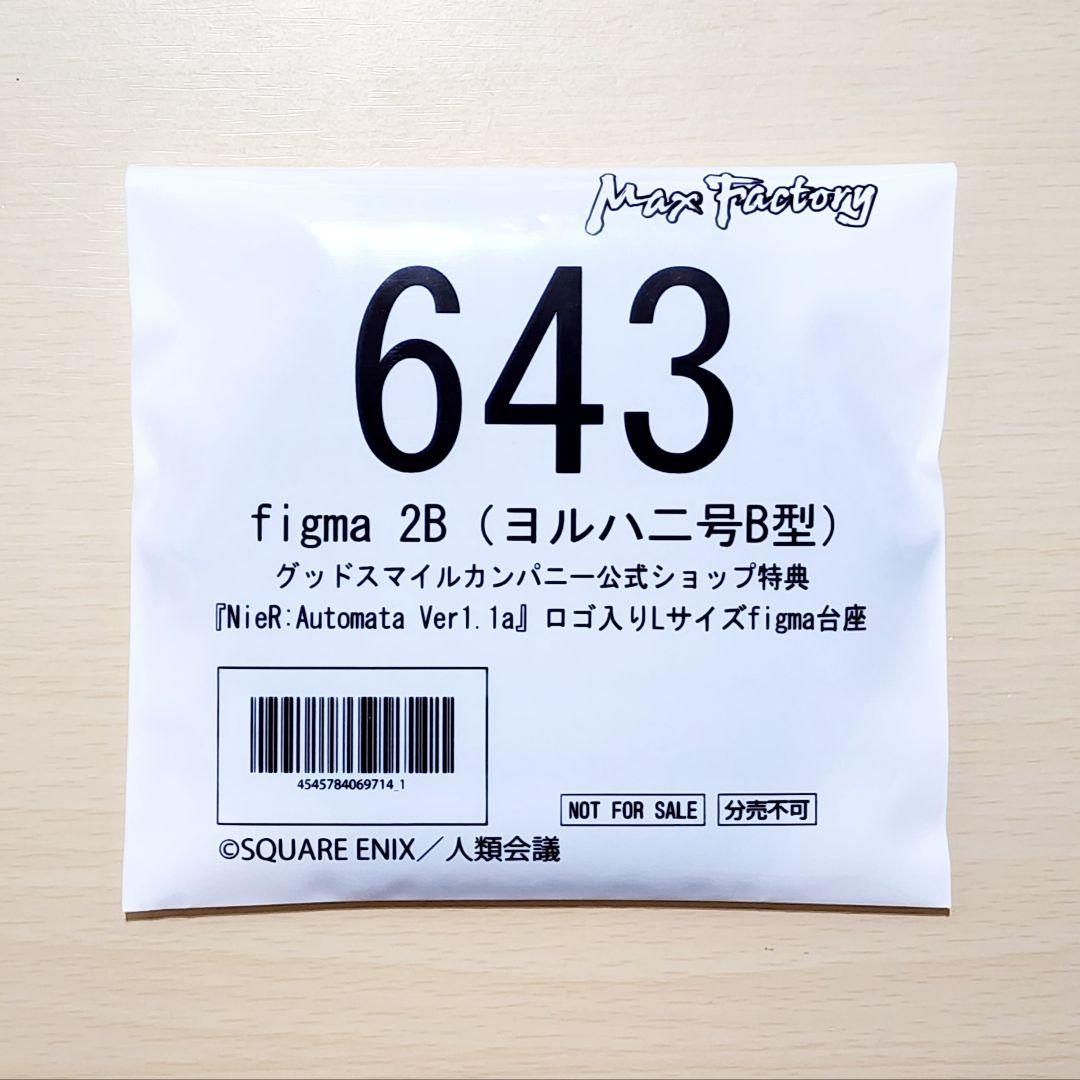 Max Factory
643
figma 2B（ヨルハ二号B型）
グッドスマイルカンパニー公式ショップ特典
『NieR:Automata Ver1.1a』ロゴ入りLサイズfigma台座
4545784069714_1
NOT FOR SALE 分売不可
©SQUARE ENIX／人類会議